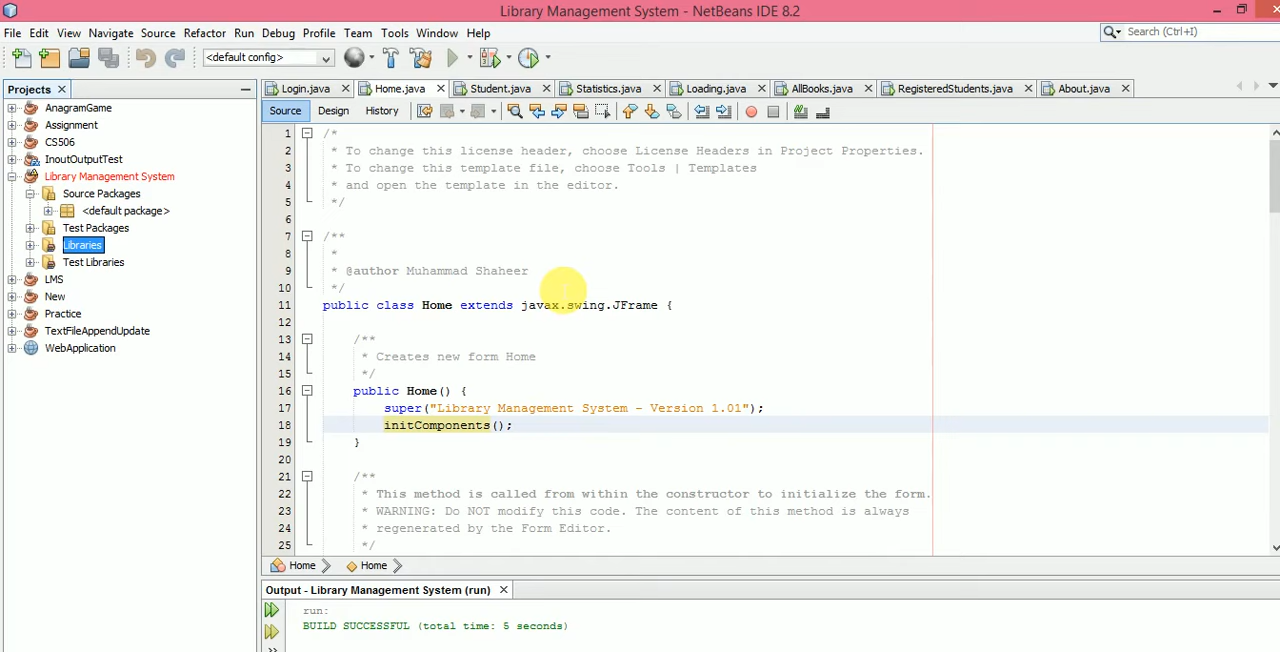 Library Management System - NetBeans IDE 8.2
File Edit View Navigate Source Refactor Run Debug Profile Team Tools Window Help
Search (Ctrl+I)
<default config>
Projects
Login.java Home.java Student.java Statistics.java Loading.java AllBooks.java RegisteredStudents.java About.java
Source Design History
AnagramGame
Assignment
CS506
InoutOutputTest
Library Management System
Source Packages
<default package>
Test Packages
Libraries
Test Libraries
LMS
New
Practice
TextFileAppendUpdate
WebApplication
1 /*
2 * To change this license header, choose License Headers in Project Properties.
3 * To change this template file, choose Tools | Templates
4 * and open the template in the editor.
5 */
6
7 /**
8 *
9 * @author Muhammad Shaheer
10 */
11 public class Home extends javax.swing.JFrame {
12
13 /**
14 * Creates new form Home
15 */
16 public Home() {
17 super("Library Management System - Version 1.01");
18 initComponents();
19 }
20
21 /**
22 * This method is called from within the constructor to initialize the form.
23 * WARNING: Do NOT modify this code. The content of this method is always
24 * regenerated by the Form Editor.
25 */
Home Home
Output - Library Management System (run)
run:
BUILD SUCCESSFUL (total time: 5 seconds)